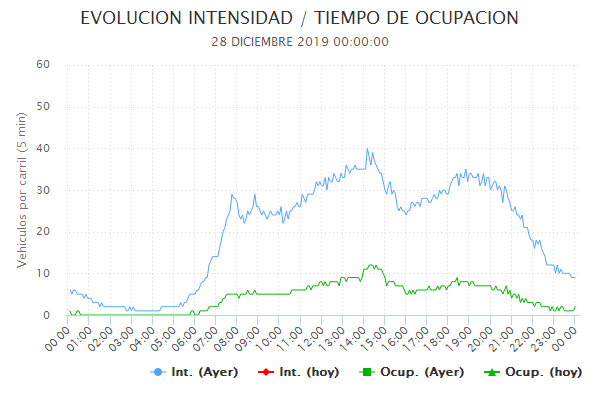 EVOLUCION INTENSIDAD / TIEMPO DE OCUPACION
28 DICIEMBRE 2019 00:00:00
Vehiculos por carril (5 min)
60
50
40
30
20
10
0
00:00 01:00 02:00 03:00 04:00 05:00 06:00 07:00 08:00 09:00 10:00 11:00 12:00 13:00 14:00 15:00 16:00 17:00 18:00 19:00 20:00 21:00 22:00 23:00 00:00
Int. (Ayer) Int. (hoy) Ocup. (Ayer) Ocup. (hoy)